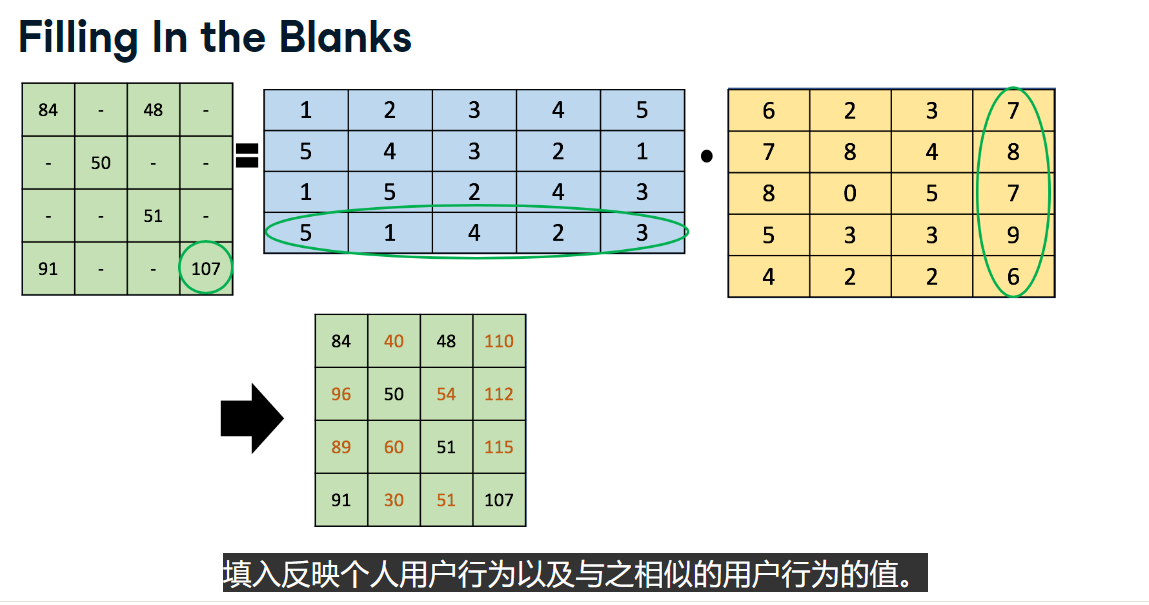 Filling In the Blanks
84 - 48 -
- 50 - -
- - 51 -
91 - - 107
=
1 2 3 4 5
5 4 3 2 1
1 5 2 4 3
5 1 4 2 3
•
6 2 3 7
7 8 4 8
8 0 5 7
5 3 3 9
4 2 2 6
84 40 48 110
96 50 54 112
89 60 51 115
91 30 51 107
填入反映个人用户行为以及与之相似的用户行为的值。